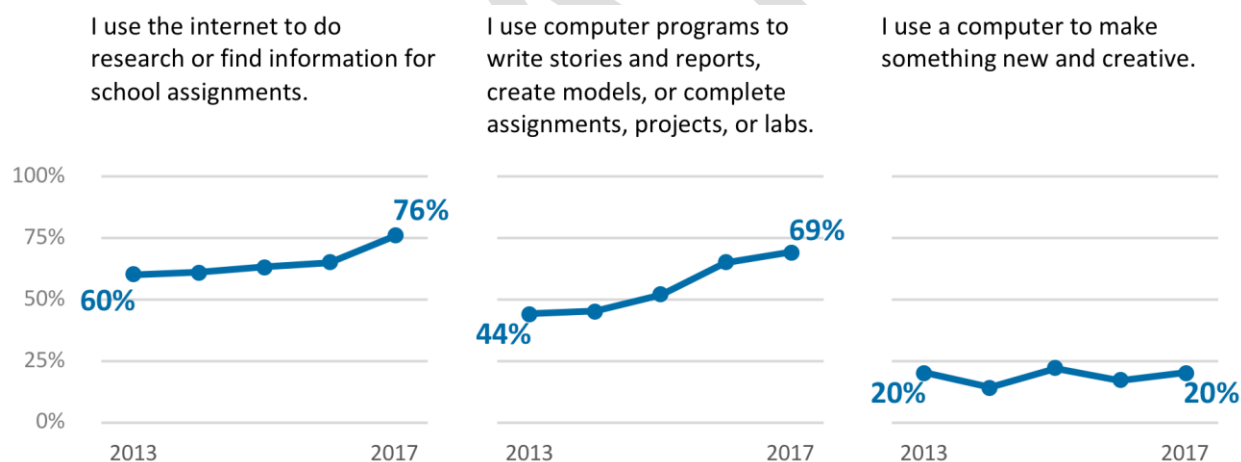 I use the internet to do
research or find information for
school assignments.
I use computer programs to
write stories and reports,
create models, or complete
assignments, projects, or labs.
I use a computer to make
something new and creative.
100%
75%
50%
25%
0%
60%
76%
2013
2017
44%
69%
2013
2017
20%
20%
2013
2017